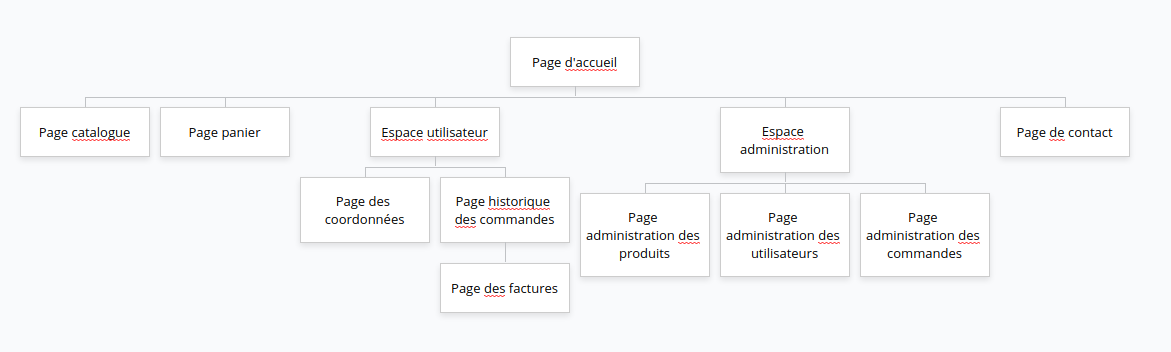 Page d'accueil
Page catalogue
Page panier
Espace utilisateur
Espace
administration
Page de contact
Page des
coordonnées
Page historique
des commandes
Page
administration des
produits
Page
administration des
utilisateurs
Page
administration des
commandes
Page des factures